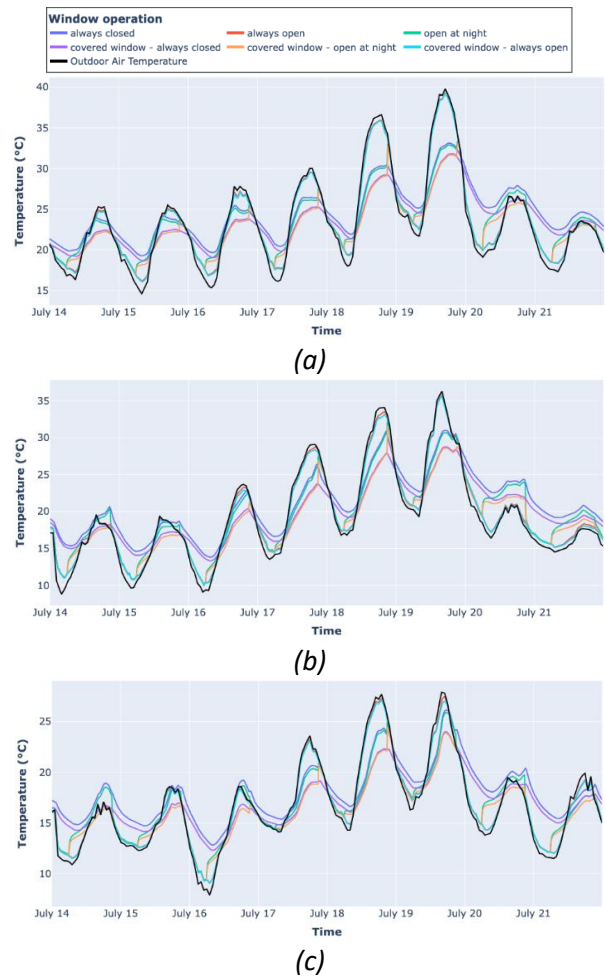 Window operation
always closed always open open at night
covered window - always closed covered window - open at night covered window - always open
Outdoor Air Temperature
40
35
30
25
20
15
Temperature (°C)
July 14 July 15 July 16 July 17 July 18 July 19 July 20 July 21
Time
(a)
35
30
25
20
15
10
Temperature (°C)
July 14 July 15 July 16 July 17 July 18 July 19 July 20 July 21
Time
(b)
25
20
15
10
Temperature (°C)
July 14 July 15 July 16 July 17 July 18 July 19 July 20 July 21
Time
(c)